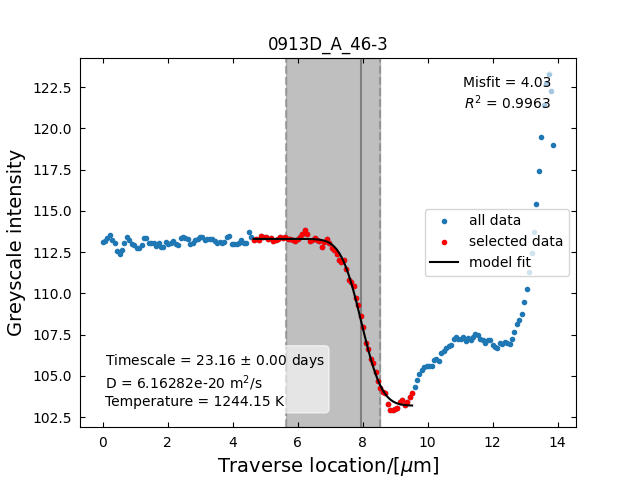 0913D_A_46-3
Misfit = 4.03
R² = 0.9963
Greyscale intensity
122.5
120.0
117.5
115.0
112.5
110.0
107.5
105.0
102.5
all data
selected data
model fit
Timescale = 23.16 ± 0.00 days
D = 6.16282e-20 m²/s
Temperature = 1244.15 K
0 2 4 6 8 10 12 14
Traverse location/[μm]